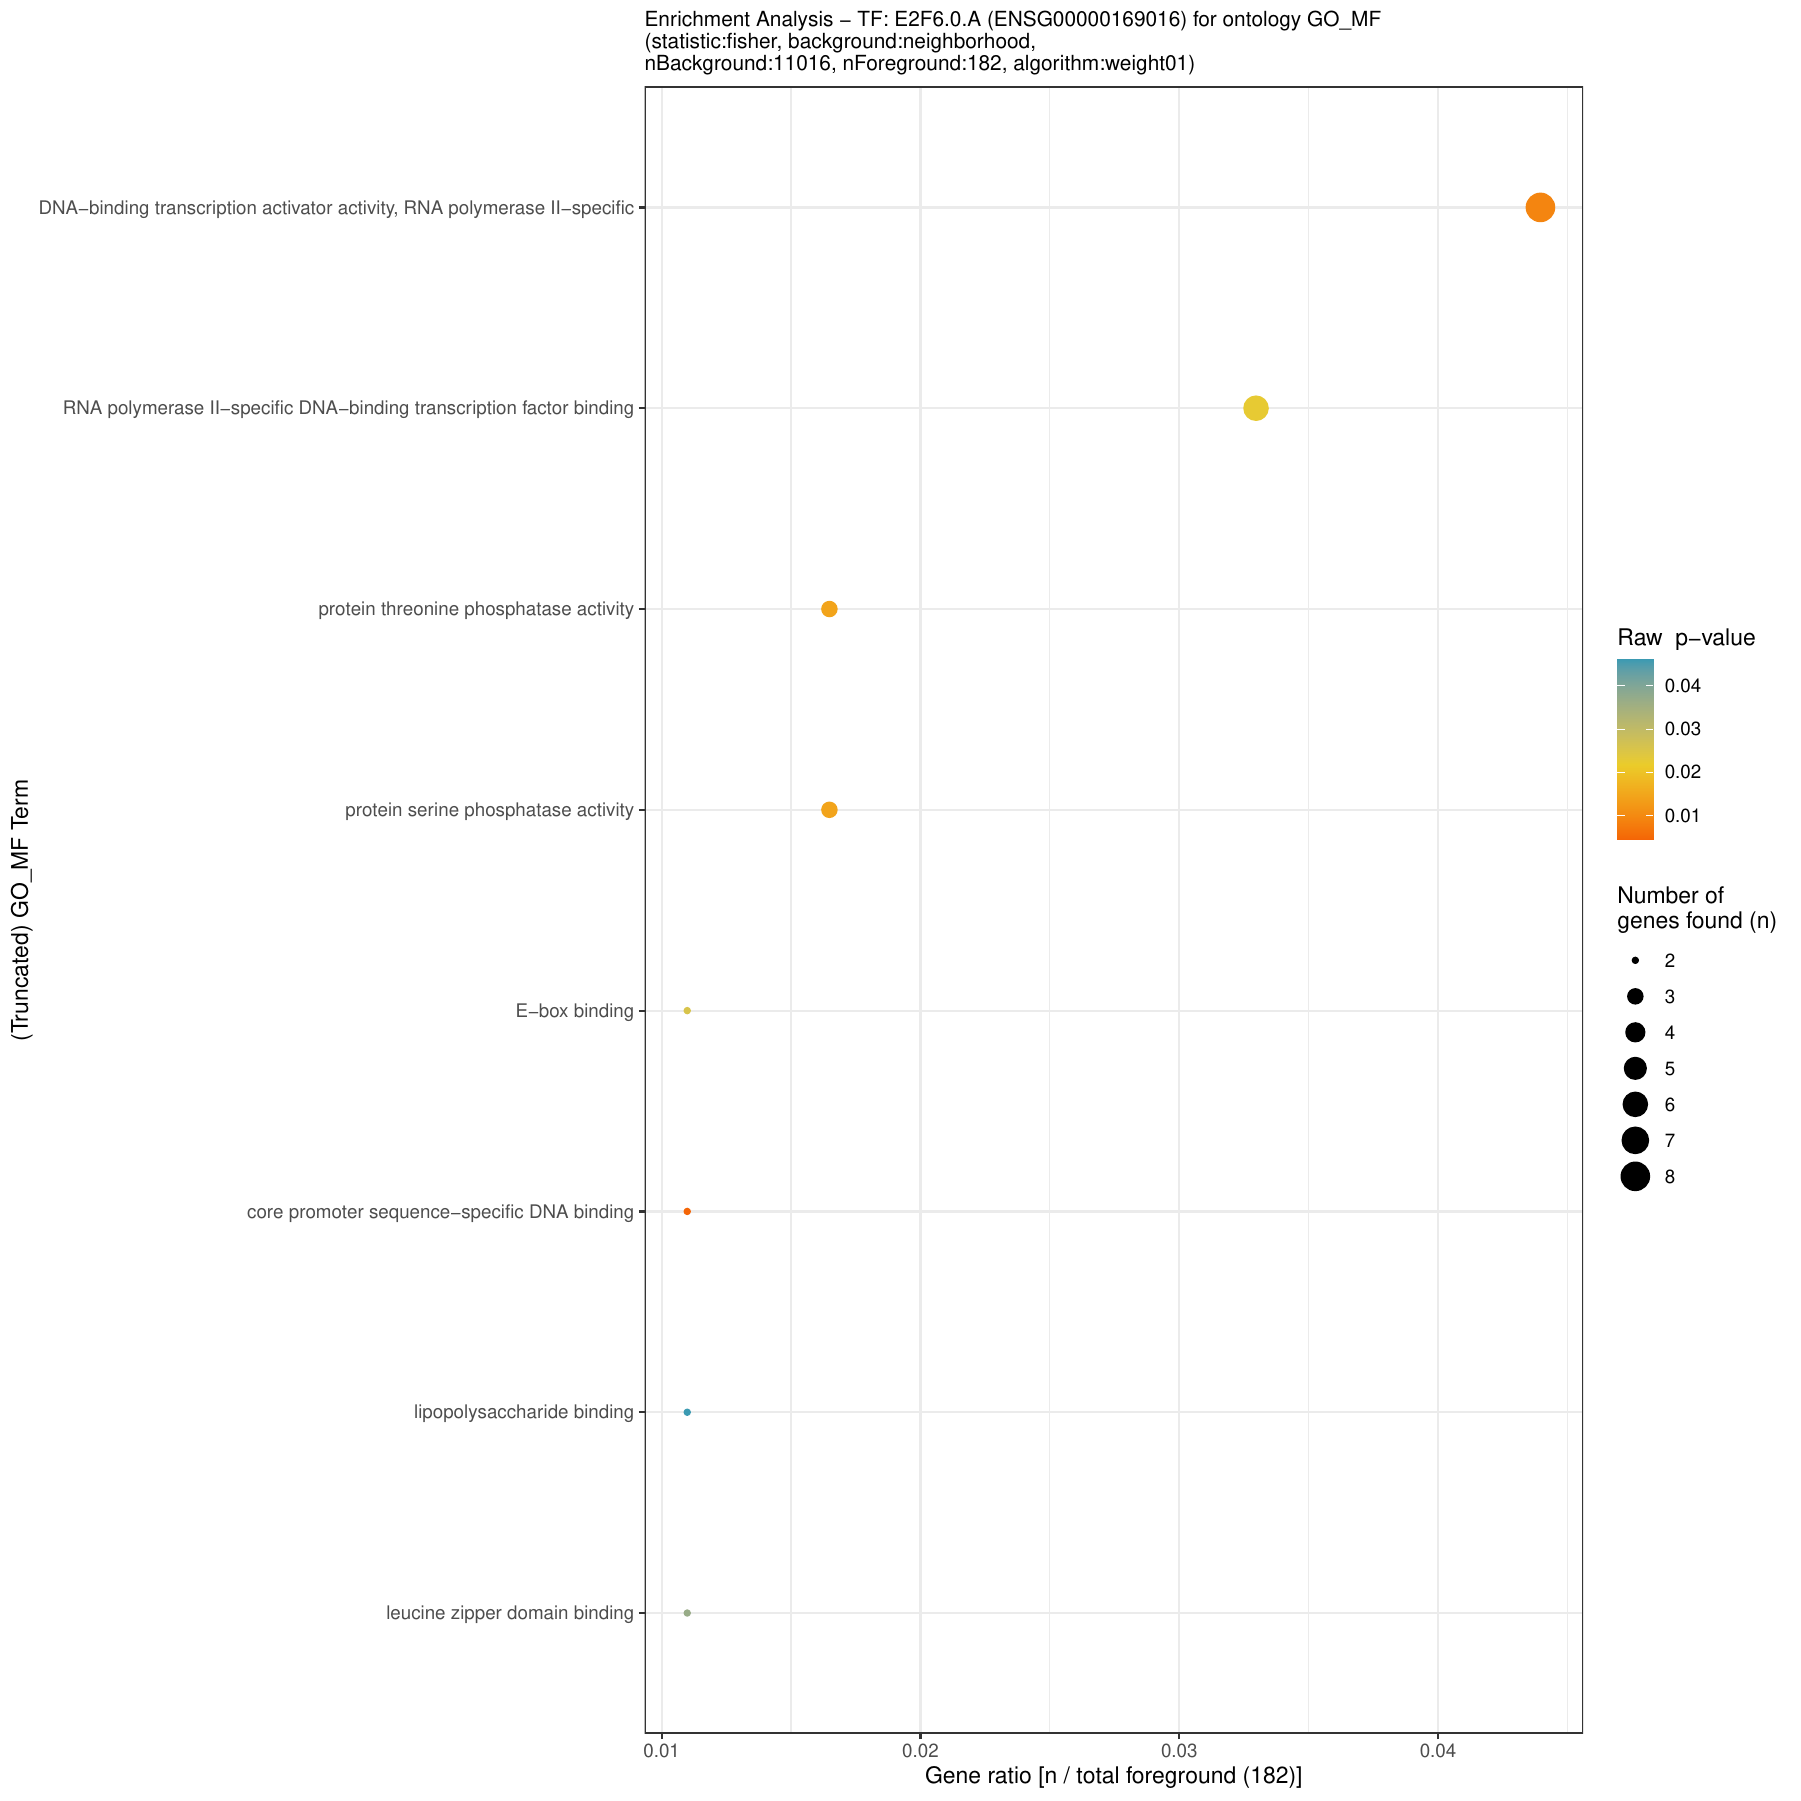 Enrichment Analysis − TF: E2F6.0.A (ENSG00000169016) for ontology GO_MF
(statistic:fisher, background:neighborhood,
nBackground:11016, nForeground:182, algorithm:weight01)
(Truncated) GO_MF Term
DNA−binding transcription activator activity, RNA polymerase II−specific
RNA polymerase II−specific DNA−binding transcription factor binding
protein threonine phosphatase activity
protein serine phosphatase activity
E−box binding
core promoter sequence−specific DNA binding
lipopolysaccharide binding
leucine zipper domain binding
0.01
0.02
0.03
0.04
Gene ratio [n / total foreground (182)]
Raw  p−value
0.04
0.03
0.02
0.01
Number of
genes found (n)
2
3
4
5
6
7
8